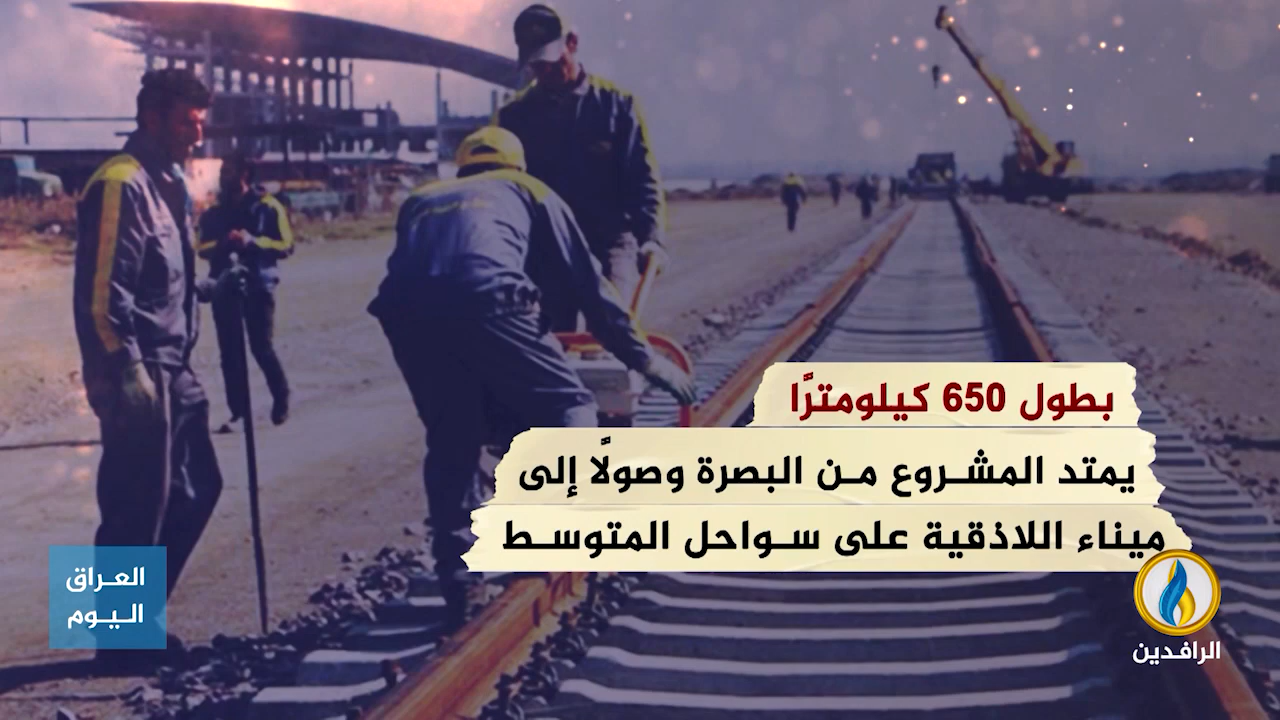 بطول 650 كيلومترًا
يمتد المشروع من البصرة وصولًا إلى
ميناء اللاذقية على سواحل المتوسط
العراق
اليوم
الرافدين